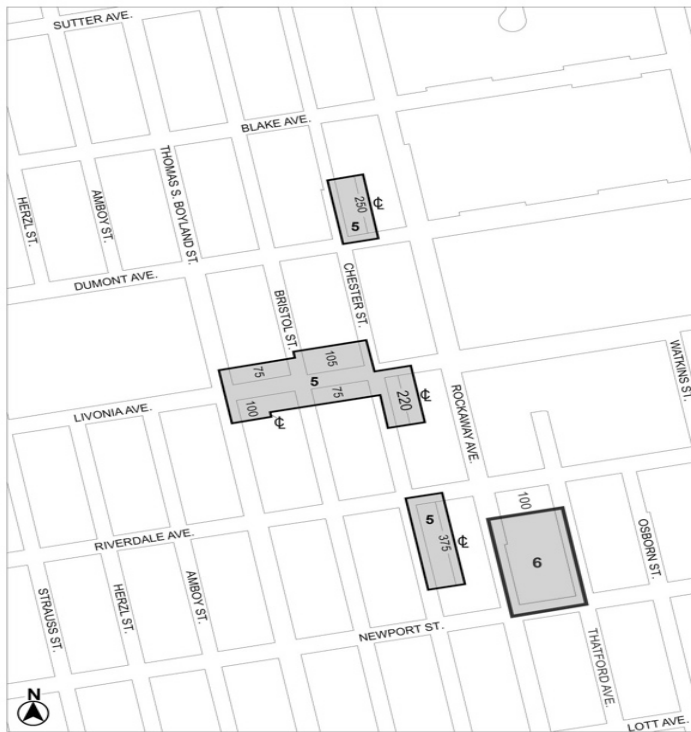 SUTTER AVE.
BLAKE AVE.
HERZL ST.
AMBOY ST.
THOMAS S. BOYLAND ST.
250
℄
5
DUMONT AVE.
BRISTOL ST.
CHESTER ST.
WATKINS ST.
75
105
5
75
100
℄
220
℄
LIVONIA AVE.
ROCKAWAY AVE.
RIVERDALE AVE.
5
375
℄
100
6
OSBORN ST.
STRAUSS ST.
HERZL ST.
AMBOY ST.
NEWPORT ST.
THATFORD AVE.
N
LOTT AVE.